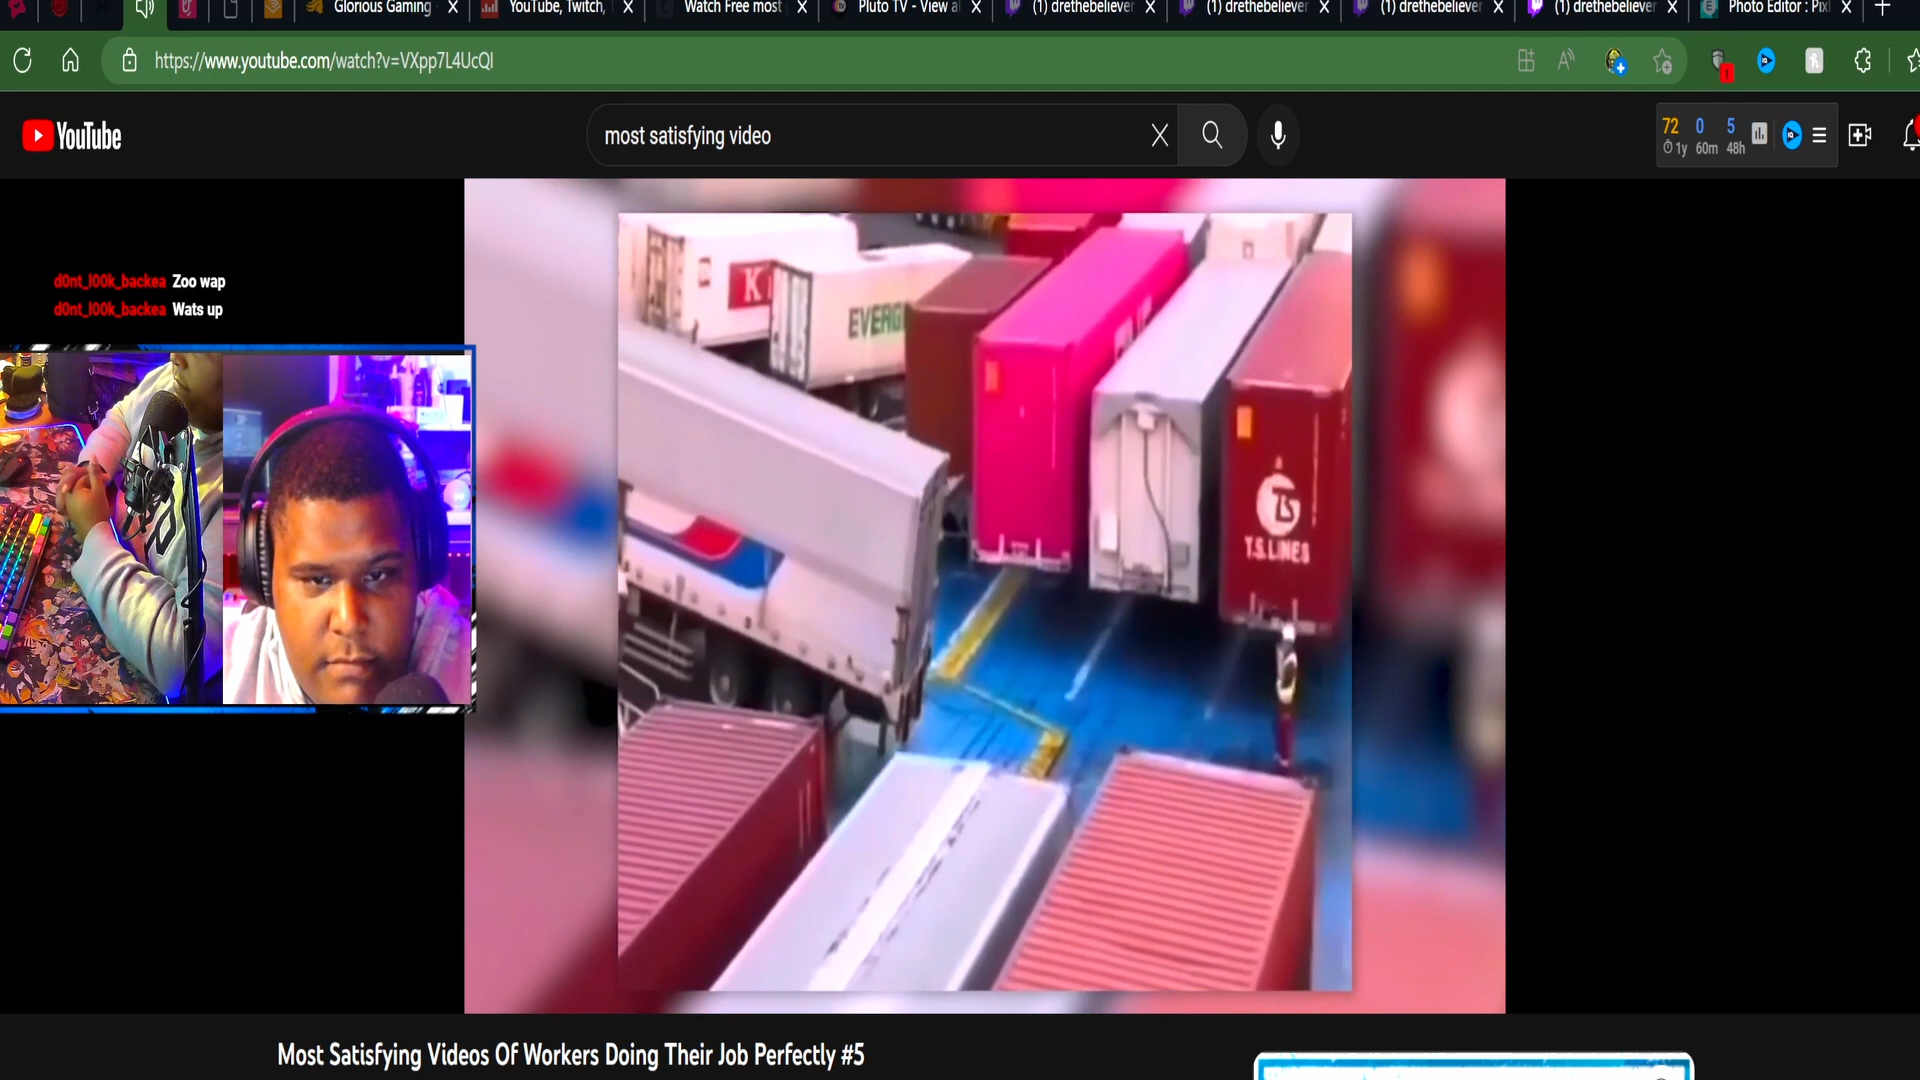 Glorious Gaming
YouTube, Twitch,
Watch Free most
Pluto TV - View a
(1) drethebeliever
(1) drethebeliever
(1) drethebeliever
(1) drethebeliever
Photo Editor : Pixl
https://www.youtube.com/watch?v=VXpp7L4UcQI
YouTube
most satisfying video
72 0 5
1y 60m 48h
d0nt_l00k_backea Zoo wap
d0nt_l00k_backea Wats up
K
EVERG
TS
T.S. LINES
Most Satisfying Videos Of Workers Doing Their Job Perfectly #5